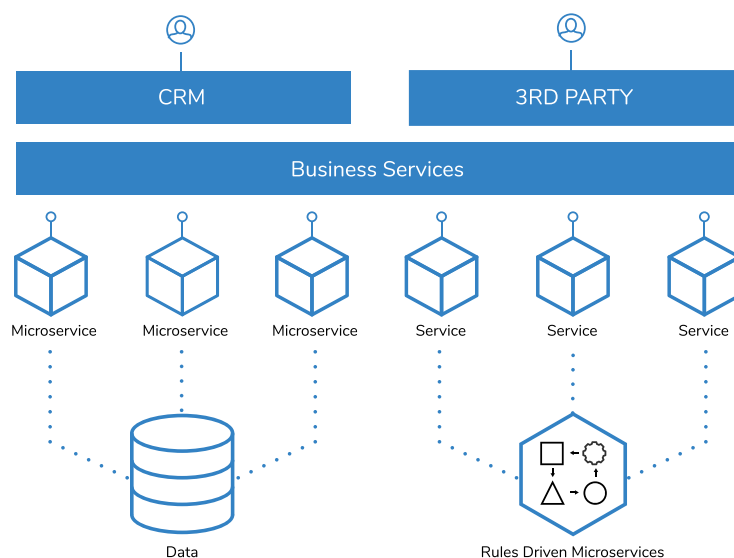 CRM
3RD PARTY
Business Services
Microservice
Microservice
Microservice
Service
Service
Service
Data
Rules Driven Microservices